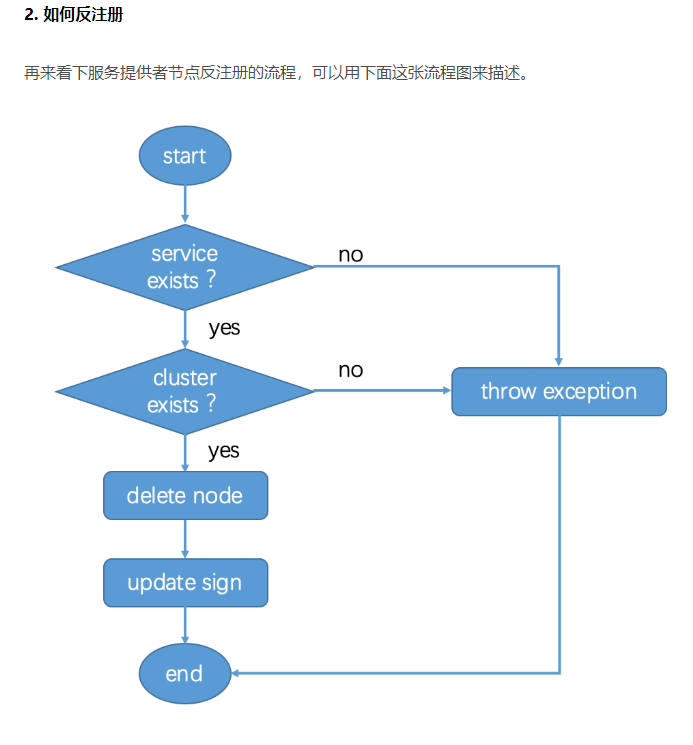 2. 如何反注册
再来看下服务提供者节点反注册的流程，可以用下面这张流程图来描述。
start
service
exists？
no
yes
cluster
exists？
no
throw exception
yes
delete node
update sign
end